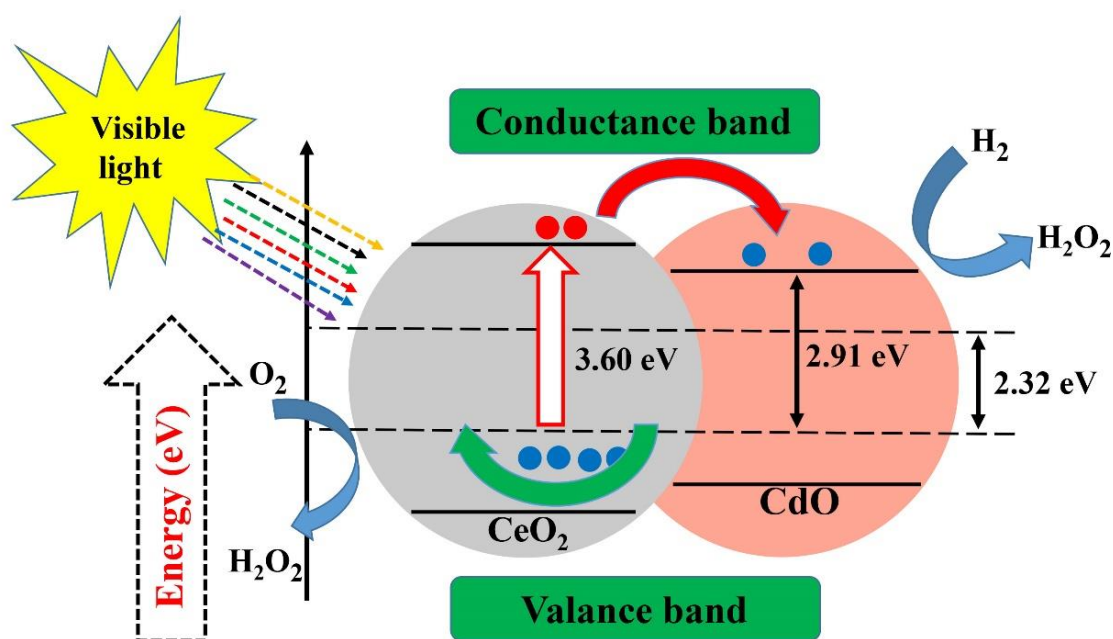 Visible
light
Conductance band
H₂
H₂O₂
3.60 eV
2.91 eV
2.32 eV
O₂
Energy (eV)
H₂O₂
CeO₂
CdO
Valance band